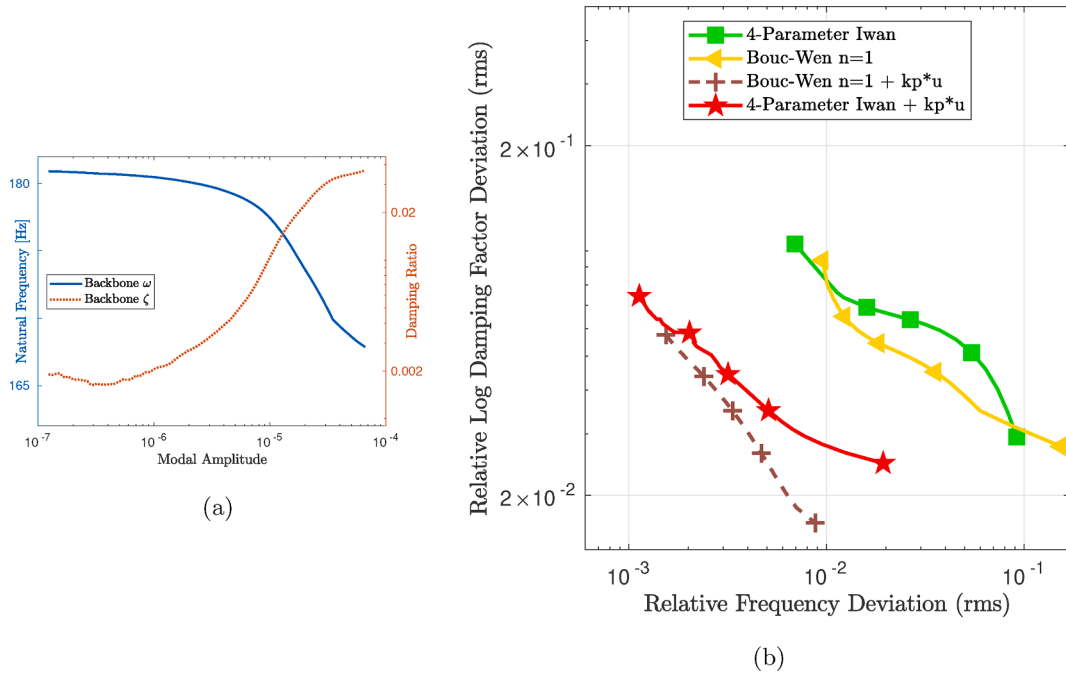 Natural Frequency [Hz]
180
165
Backbone ω
Backbone ζ
0.02
0.002
Damping Ratio
10⁻⁷
10⁻⁶
10⁻⁵
10⁻⁴
Modal Amplitude
(a)
Relative Log Damping Factor Deviation (rms)
4-Parameter Iwan
Bouc-Wen n=1
Bouc-Wen n=1 + kp*u
4-Parameter Iwan + kp*u
2×10⁻¹
2×10⁻²
10⁻³
10⁻²
10⁻¹
Relative Frequency Deviation (rms)
(b)